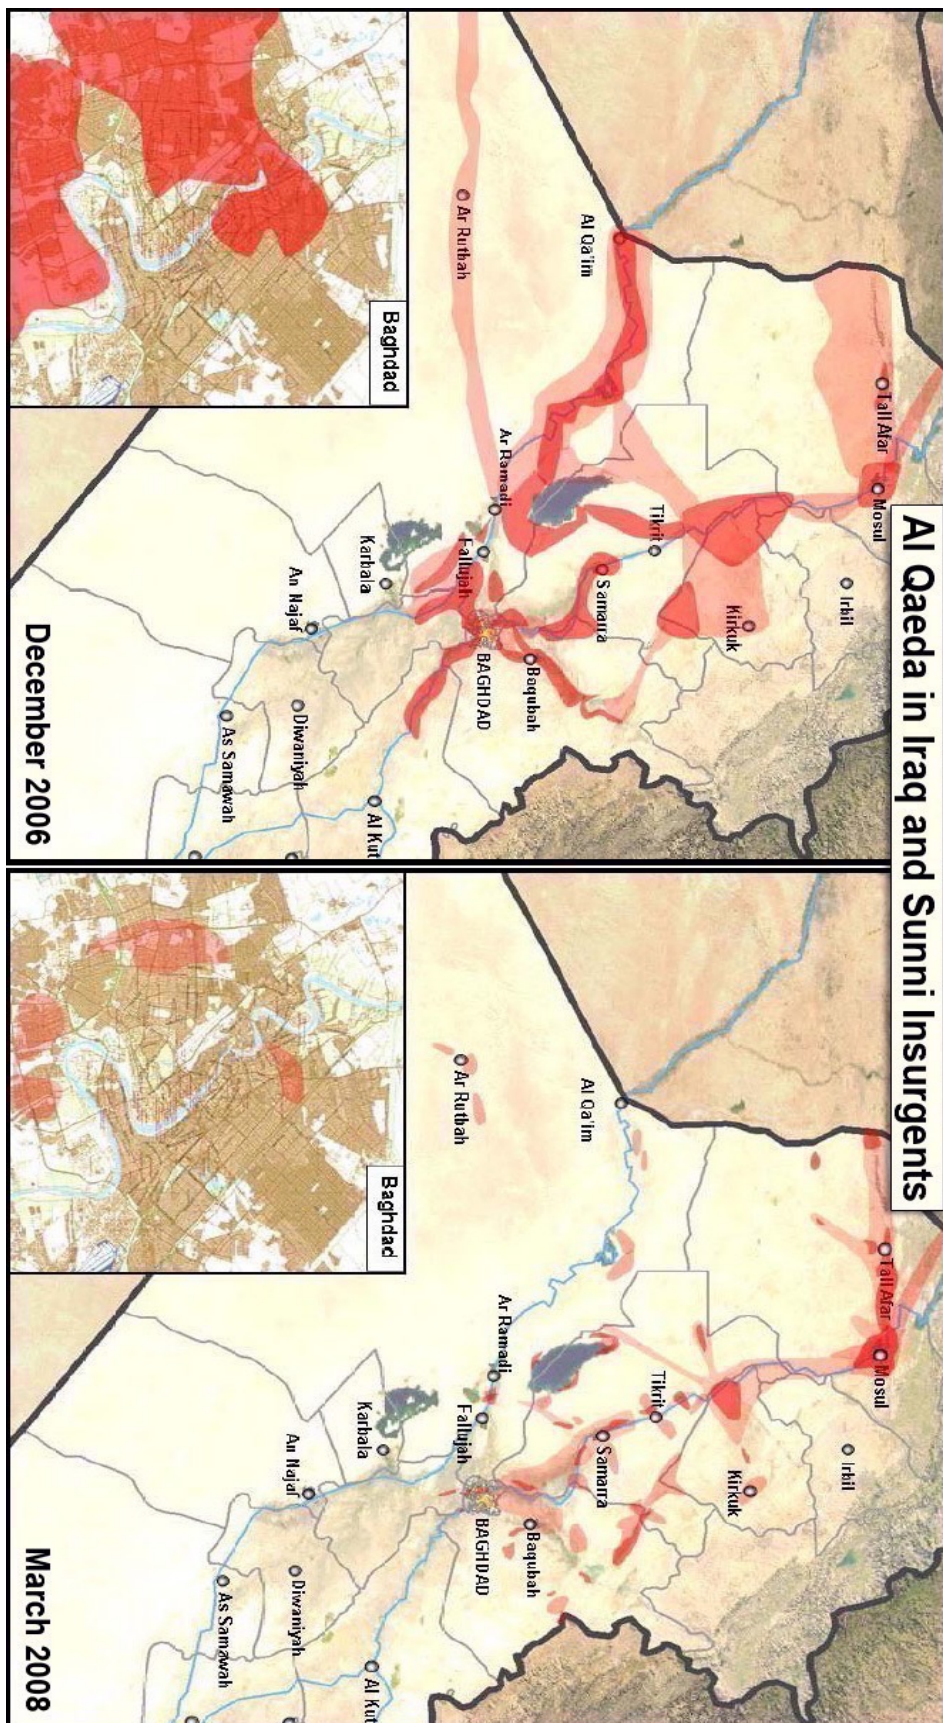 Al Qaeda in Iraq and Sunni Insurgents
Tall Afar
Mosul
Irbil
Kirkuk
Al Qa'im
Tikrit
Samarra
Baqubah
Ar Rutbah
Ar Ramadi
Fallujah
BAGHDAD
Karbala
An Najaf
Diwaniyah
Al Kut
As Samawah
Baghdad
December 2006
Tall Afar
Mosul
Irbil
Kirkuk
Al Qa'im
Tikrit
Samarra
Baqubah
Ar Rutbah
Ar Ramadi
Fallujah
BAGHDAD
Karbala
An Najaf
Diwaniyah
Al Kut
As Samawah
Baghdad
March 2008